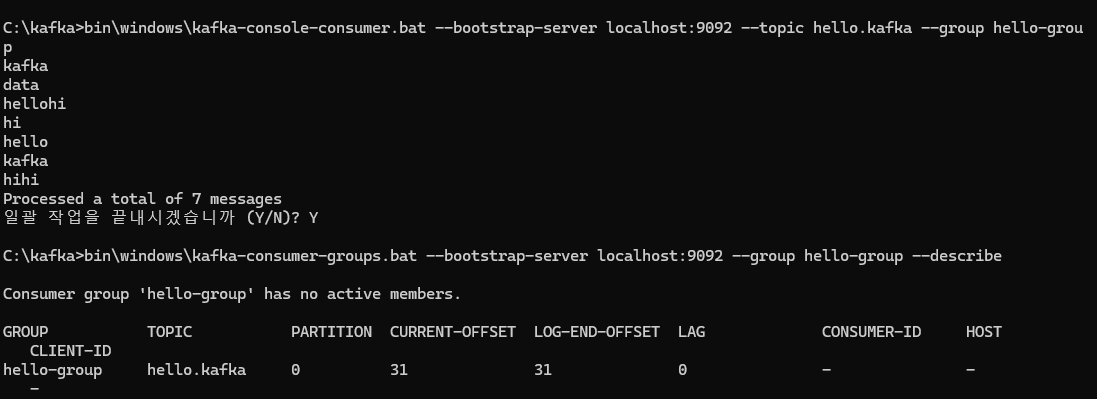 C:\kafka>bin\windows\kafka-console-consumer.bat --bootstrap-server localhost:9092 --topic hello.kafka --group hello-grou
p
kafka
data
hellohi
hi
hello
kafka
hihi
Processed a total of 7 messages
일괄 작업을 끝내시겠습니까 (Y/N)? Y
C:\kafka>bin\windows\kafka-consumer-groups.bat --bootstrap-server localhost:9092 --group hello-group --describe
Consumer group 'hello-group' has no active members.
GROUP           TOPIC           PARTITION  CURRENT-OFFSET  LOG-END-OFFSET  LAG             CONSUMER-ID     HOST
   CLIENT-ID
hello-group     hello.kafka     0          31              31              0               -               -
   -